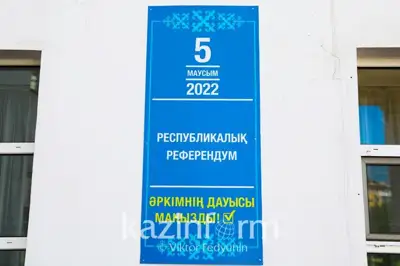 5
МАУСЫМ
2022
РЕСПУБЛИКАЛЫҚ
РЕФЕРЕНДУМ
ӘРКІМНІҢ ДАУЫСЫ
МАҢЫЗДЫ!
kazinform
© Viktor Fedyunin